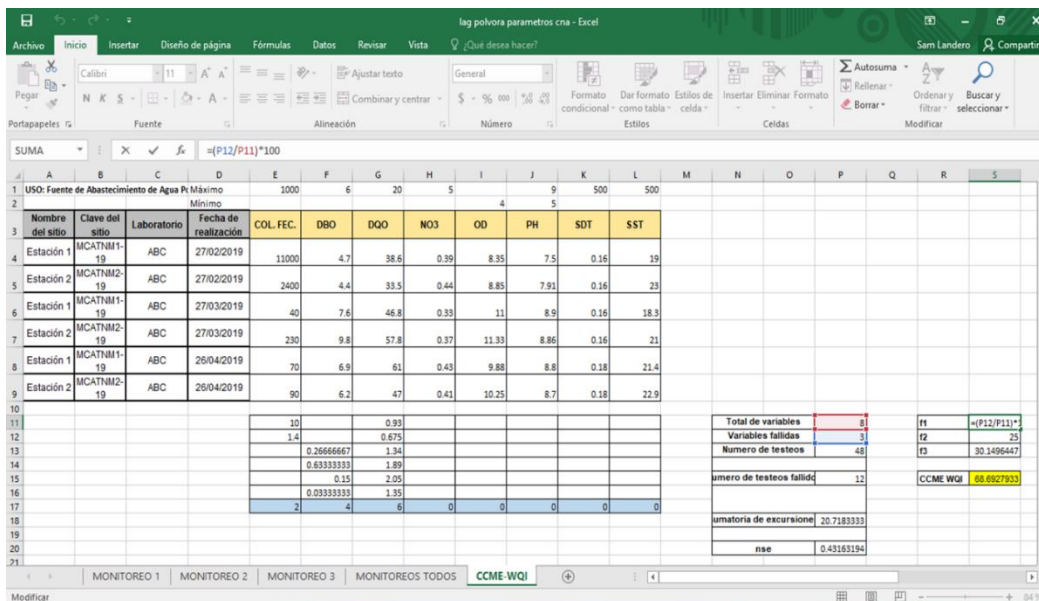 lag polvora parametros cna - Excel
Archivo Inicio Insertar Diseño de página Fórmulas Datos Revisar Vista ¿Qué desea hacer? Sam Landero Compartir
Pegar Calibri 11 A A Ajustar texto General Formato condicional Dar formato como tabla Estilos de celda Insertar Eliminar Formato Autosuma Rellenar Borrar Ordenar y filtrar Buscar y seleccionar
N K S Combinar y centrar $ % 000
Portapapeles Fuente Alineación Número Estilos Celdas Modificar
SUMA fx =(P12/P11)*100
A B C D E F G H I J K L M N O P Q R S
1 USO: Fuente de Abastecimiento de Agua Pú Máximo 1000 6 20 5 9 500 500
2 Mínimo 4 5
3 Nombre del sitio Clave del sitio Laboratorio Fecha de realización COL. FEC. DBO DQO NO3 OD PH SDT SST
4 Estación 1 MCATNM1-19 ABC 27/02/2019 11000 4.7 38.6 0.39 8.35 7.5 0.16 19
5 Estación 2 MCATNM2-19 ABC 27/02/2019 2400 4.4 33.5 0.44 8.85 7.91 0.16 23
6 Estación 1 MCATNM1-19 ABC 27/03/2019 40 7.6 46.8 0.33 11 8.9 0.16 18.3
7 Estación 2 MCATNM2-19 ABC 27/03/2019 230 9.8 57.8 0.37 11.33 8.86 0.16 21
8 Estación 1 MCATNM1-19 ABC 26/04/2019 70 6.9 61 0.43 9.88 8.8 0.18 21.4
9 Estación 2 MCATNM2-19 ABC 26/04/2019 90 6.2 47 0.41 10.25 8.7 0.18 22.9
10
11 10 0.93 Total de variables 8 f1 =(P12/P11)*1
12 1.4 0.675 Variables fallidas 3 f2 25
13 0.26666667 1.34 Numero de testeos 48 f3 30.1496447
14 0.63333333 1.89
15 0.15 2.05 umero de testeos fallido 12 CCME WQI 68.6927933
16 0.03333333 1.35
17 2 4 6 0 0 0 0 0
18 umatoria de excursione 20.7183333
19
20 nse 0.43163194
21
MONITOREO 1 MONITOREO 2 MONITOREO 3 MONITOREOS TODOS CCME-WQI
Modificar 84 %